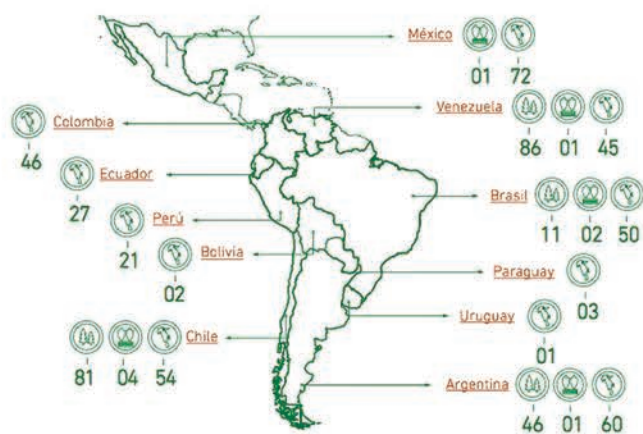 México
01 72
Colombia
46
Venezuela
86 01 45
Ecuador
27
Brasil
11 02 50
Perú
21
Bolivia
02
Paraguay
03
Uruguay
01
Chile
81 04 54
Argentina
46 01 60